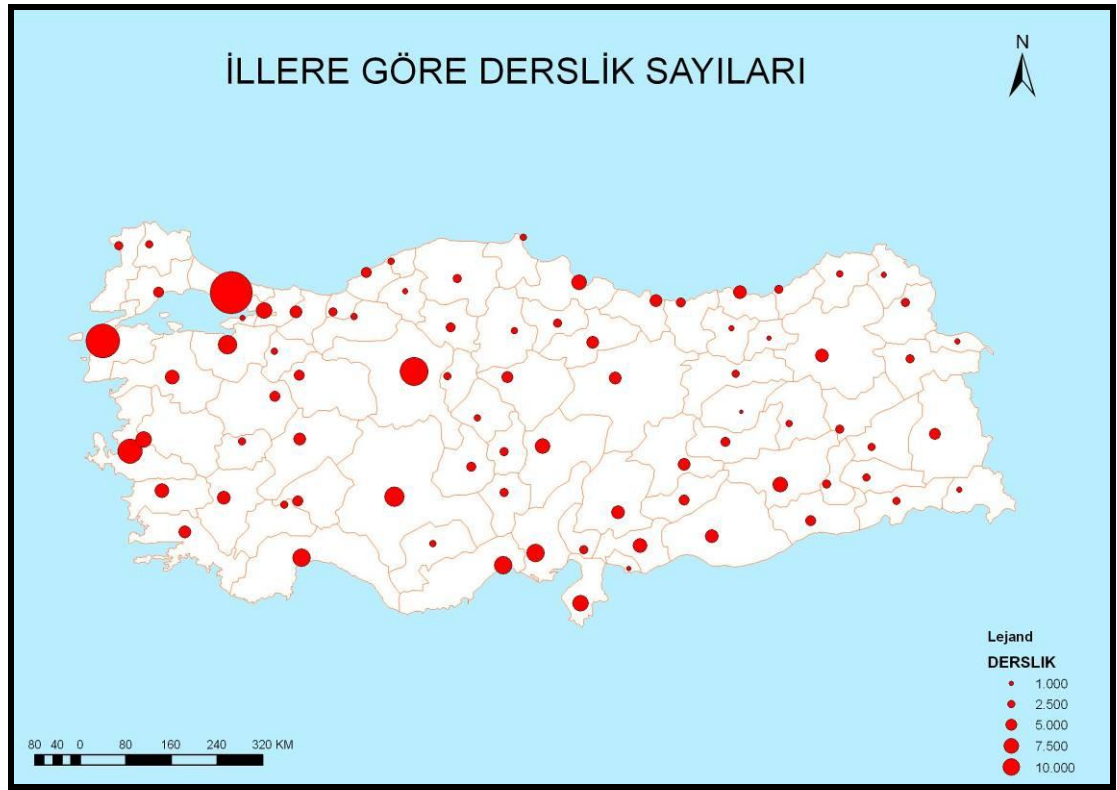 İLLERE GÖRE DERSLİK SAYILARI
N
Lejand
DERSLIK
1.000
2.500
5.000
7.500
10.000
80 40 0 80 160 240 320 KM